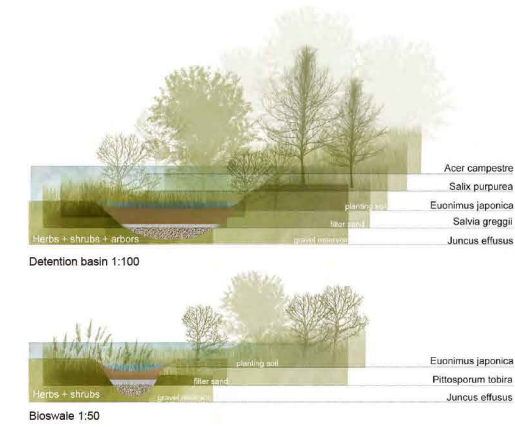 Acer campestre
Salix purpurea
planting soil Euonimus japonica
filler sand Salvia greggii
Herbs + shrubs + arbors gravel reservoir Juncus effusus
Detention basin 1:100
planting soil Euonimus japonica
filler sand Pittosporum tobira
Herbs + shrubs gravel reservoir Juncus effusus
Bioswale 1:50